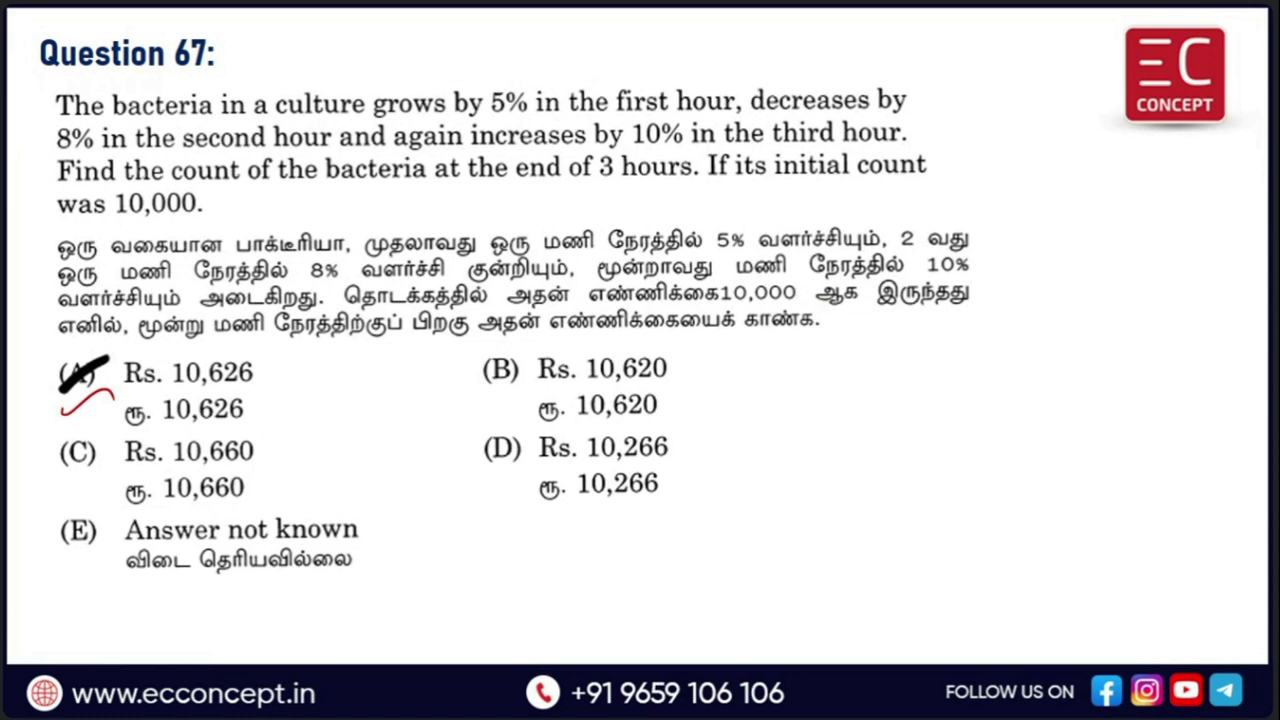 Question 67:
EC
CONCEPT
The bacteria in a culture grows by 5% in the first hour, decreases by
8% in the second hour and again increases by 10% in the third hour.
Find the count of the bacteria at the end of 3 hours. If its initial count
was 10,000.
ஒரு வகையான பாக்டீரியா, முதலாவது ஒரு மணி நேரத்தில் 5% வளர்ச்சியும், 2 வது
ஒரு மணி நேரத்தில் 8% வளர்ச்சி குன்றியும், மூன்றாவது மணி நேரத்தில் 10%
வளர்ச்சியும் அடைகிறது. தொடக்கத்தில் அதன் எண்ணிக்கை10,000 ஆக இருந்தது
எனில், மூன்று மணி நேரத்திற்குப் பிறகு அதன் எண்ணிக்கையைக் காண்க.
(A) Rs. 10,626 (B) Rs. 10,620
ரூ. 10,626 ரூ. 10,620
(C) Rs. 10,660 (D) Rs. 10,266
ரூ. 10,660 ரூ. 10,266
(E) Answer not known
விடை தெரியவில்லை
www.ecconcept.in +91 9659 106 106 FOLLOW US ON